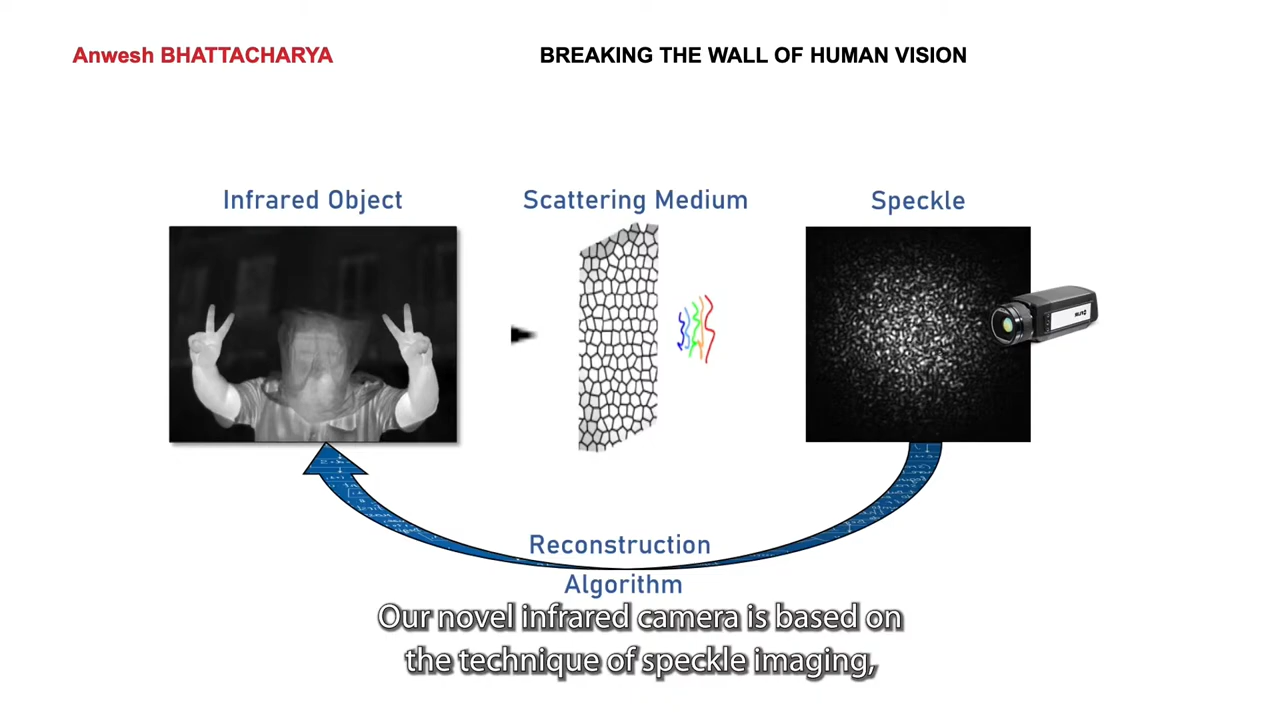 Anwesh BHATTACHARYA
BREAKING THE WALL OF HUMAN VISION
Infrared Object
Scattering Medium
Speckle
Reconstruction
Algorithm
Our novel infrared camera is based on
the technique of speckle imaging,